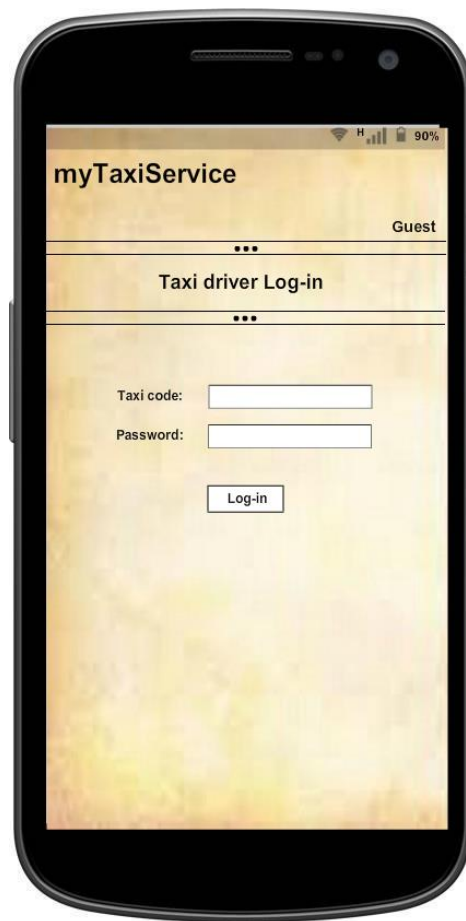 H 90%
myTaxiService
Guest
Taxi driver Log-in
Taxi code:
Password:
Log-in